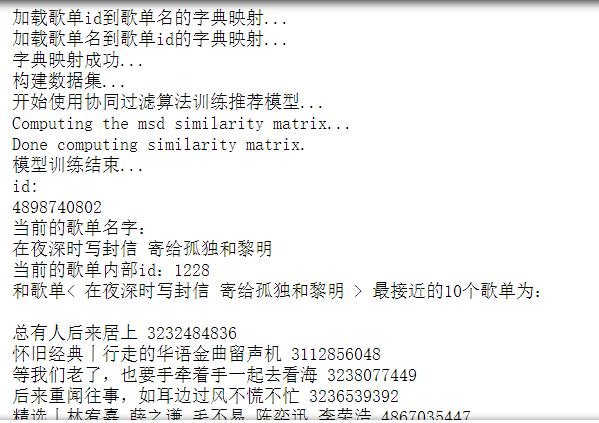 加载歌单id到歌单名的字典映射...
加载歌单名到歌单id的字典映射...
字典映射成功...
构建数据集...
开始使用协同过滤算法训练推荐模型...
Computing the msd similarity matrix...
Done computing similarity matrix.
模型训练结束...
id:
4898740802
当前的歌单名字：
在夜深时写封信 寄给孤独和黎明
当前的歌单内部id：1228
和歌单< 在夜深时写封信 寄给孤独和黎明 > 最接近的10个歌单为：
总有人后来居上 3232484836
怀旧经典丨行走的华语金曲留声机 3112856048
等我们老了，也要手牵着手一起去看海 3238077449
后来重闻往事，如耳边过风不慌不忙 3236539392
精选丨林宥嘉 薛之谦 毛不易 陈奕迅 李荣浩 4867035447